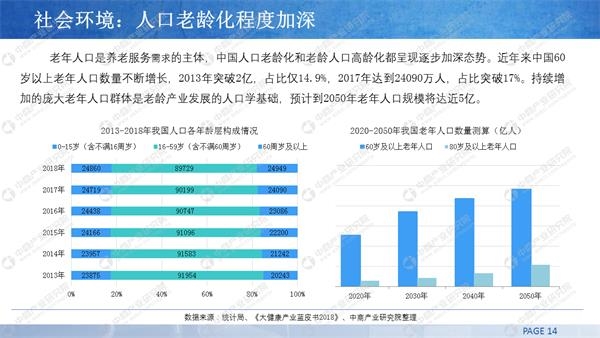 社会环境：人口老龄化程度加深
老年人口是养老服务需求的主体，中国人口老龄化和老龄人口高龄化都呈现逐步加深态势。近年来中国60
岁以上老年人口数量不断增长，2013年突破2亿，占比仅14.9%，2017年达到24090万人，占比突破17%。持续增
加的庞大老年人口群体是老龄产业发展的人口学基础，预计到2050年老年人口规模将达近5亿。
2013-2018年我国人口各年龄层构成情况
0-15岁（含不满16周岁） 16-59岁（含不满60周岁） 60周岁及以上
2018年 24860 89729 24949
2017年 24719 90199 24090
2016年 24438 90747 23086
2015年 24166 91096 22200
2014年 23957 91583 21242
2013年 23875 91954 20243
0% 20% 40% 60% 80% 100%
2020-2050年我国老年人口数量测算（亿人）
60岁及以上老年人口 80岁及以上老年人口
2020年 2030年 2040年 2050年
数据来源：统计局、《大健康产业蓝皮书2018》、中商产业研究院整理
PAGE 14
中商产业研究院